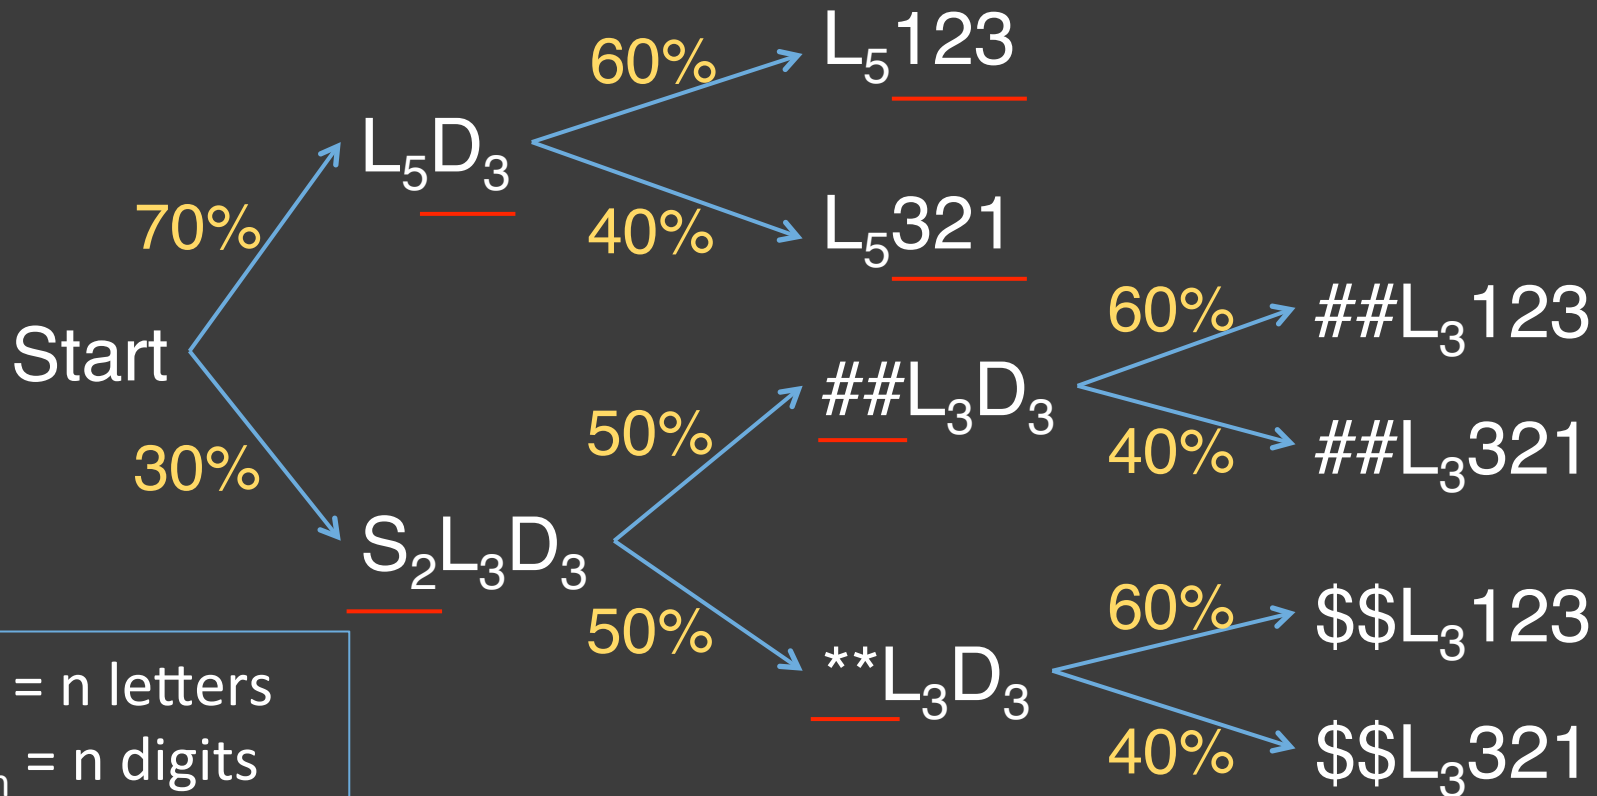 L₅123
60%
L₅D₃
70%
40%
L₅321
Start
60%
##L₃123
##L₃D₃
50%
40%
##L₃321
30%
S₂L₃D₃
50%
60%
$$L₃123
**L₃D₃
40%
$$L₃321
= n letters
n = n digits